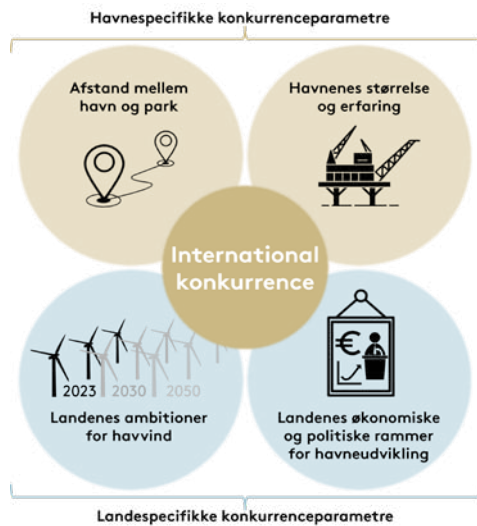 Havnespecifikke konkurrenceparametre
Afstand mellem
havn og park
Havnenes størrelse
og erfaring
International
konkurrence
2023 2030 2050
Landenes ambitioner
for havvind
€
Landenes økonomiske
og politiske rammer
for havneudvikling
Landespecifikke konkurrenceparametre